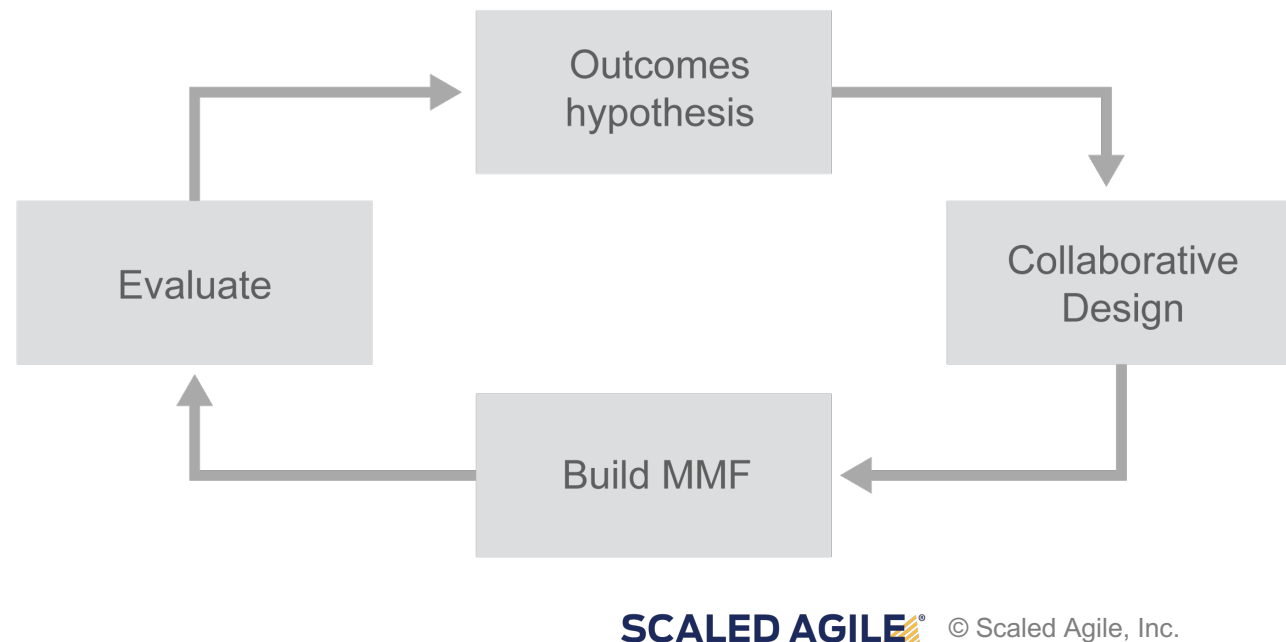 Outcomes
hypothesis
Evaluate
Collaborative
Design
Build MMF
SCALED AGILE® © Scaled Agile, Inc.